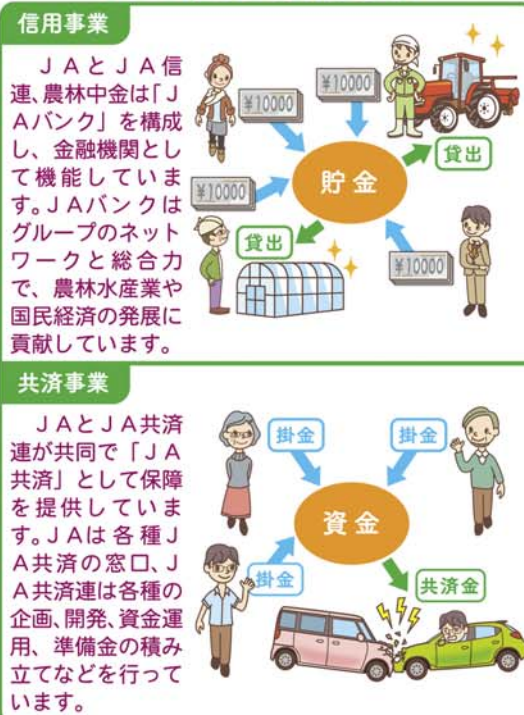 信用事業
ＪＡとＪＡ信
連、農林中金は「Ｊ
Ａバンク」を構成
し、金融機関とし
て機能していま
す。ＪＡバンクは
グループのネット
ワークと総合力
で、農林水産業や
国民経済の発展に
貢献しています。
¥10000
¥10000
¥10000
¥10000
貯金
貸出
貸出
共済事業
ＪＡとＪＡ共済
連が共同で「ＪＡ
共済」として保障
を提供していま
す。ＪＡは各種Ｊ
Ａ共済の窓口、Ｊ
Ａ共済連は各種の
企画、開発、資金運
用、準備金の積み
立てなどを行って
います。
掛金
掛金
資金
掛金
共済金